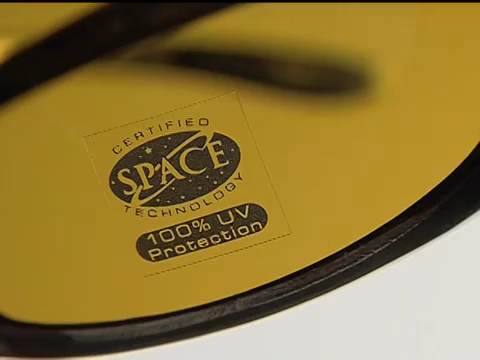 CERTIFIED
SPACE
TECHNOLOGY
100% UV
Protection